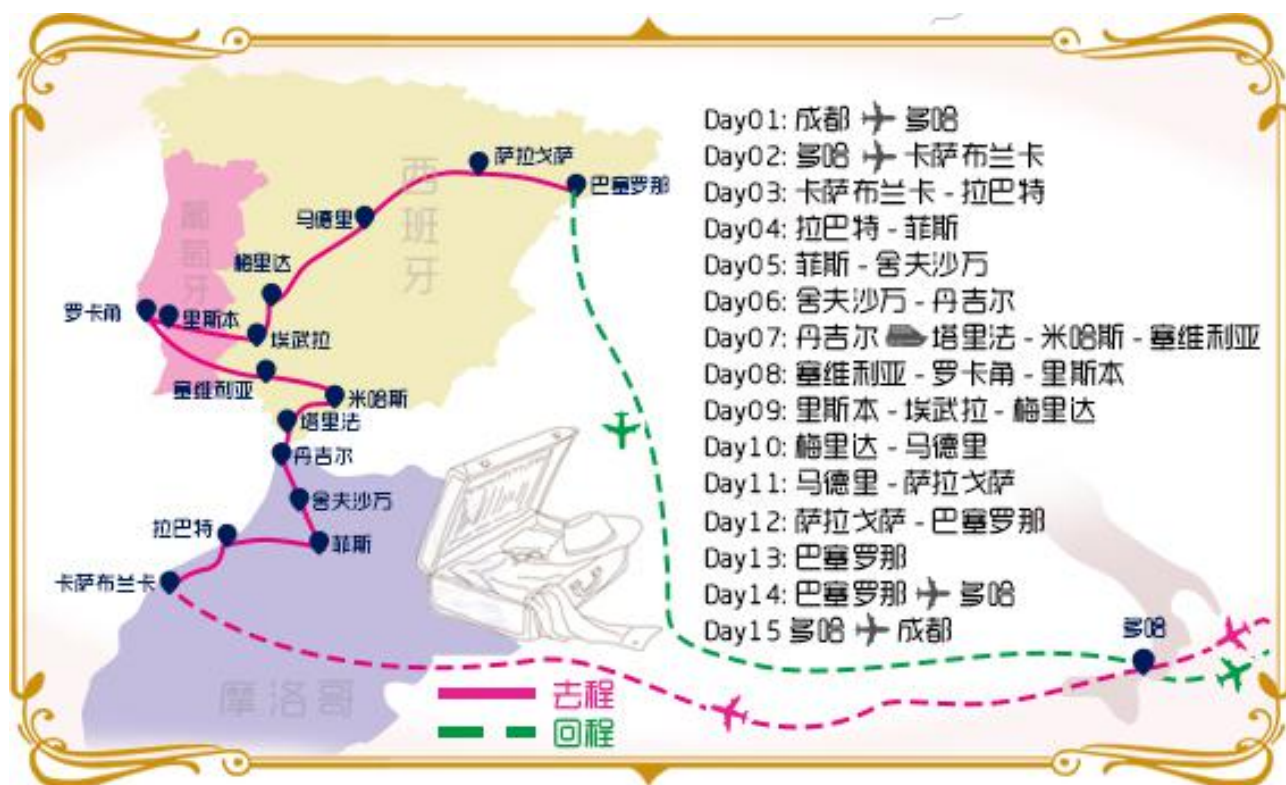 Day01: 成都 多哈
Day02: 多哈 卡萨布兰卡
Day03: 卡萨布兰卡 - 拉巴特
Day04: 拉巴特 - 菲斯
Day05: 菲斯 - 舍夫沙万
Day06: 舍夫沙万 - 丹吉尔
Day07: 丹吉尔 塔里法 - 米哈斯 - 塞维利亚
Day08: 塞维利亚 - 罗卡角 - 里斯本
Day09: 里斯本 - 埃武拉 - 梅里达
Day10: 梅里达 - 马德里
Day11: 马德里 - 萨拉戈萨
Day12: 萨拉戈萨 - 巴塞罗那
Day13: 巴塞罗那
Day14: 巴塞罗那 多哈
Day15 多哈 成都
西班牙
葡萄牙
摩洛哥
萨拉戈萨
巴塞罗那
马德里
梅里达
罗卡角
里斯本
埃武拉
塞维利亚
米哈斯
塔里法
丹吉尔
舍夫沙万
拉巴特
菲斯
卡萨布兰卡
多哈
去程
回程